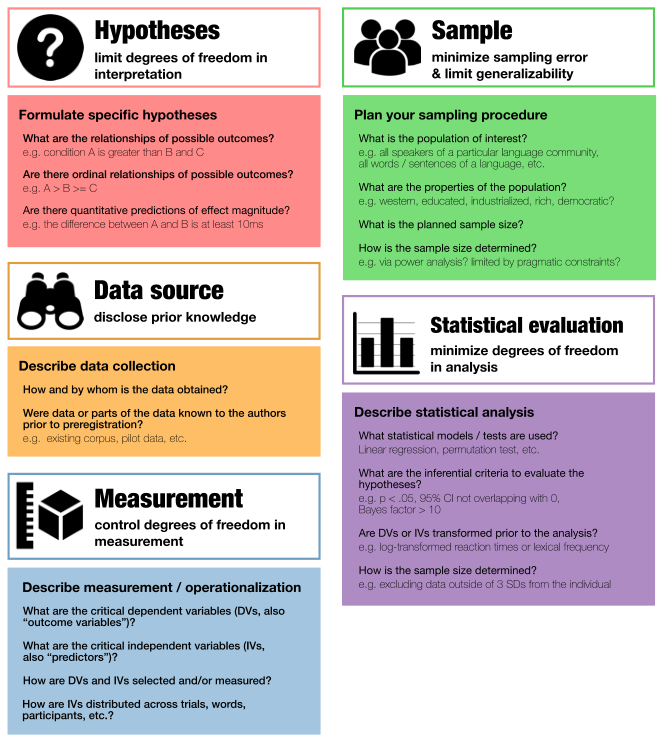 Hypotheses
limit degrees of freedom in
interpretation
Formulate specific hypotheses
What are the relationships of possible outcomes?
e.g. condition A is greater than B and C
Are there ordinal relationships of possible outcomes?
e.g. A > B >= C
Are there quantitative predictions of effect magnitude?
e.g. the difference between A and B is at least 10ms
Data source
disclose prior knowledge
Describe data collection
How and by whom is the data obtained?
Were data or parts of the data known to the authors
prior to preregistration?
e.g. existing corpus, pilot data, etc.
Measurement
control degrees of freedom in
measurement
Describe measurement / operationalization
What are the critical dependent variables (DVs, also
“outcome variables”)?
What are the critical independent variables (IVs,
also “predictors”)?
How are DVs and IVs selected and/or measured?
How are IVs distributed across trials, words,
participants, etc.?
Sample
minimize sampling error
& limit generalizability
Plan your sampling procedure
What is the population of interest?
e.g. all speakers of a particular language community,
all words / sentences of a language, etc.
What are the properties of the population?
e.g. western, educated, industrialized, rich, democratic?
What is the planned sample size?
How is the sample size determined?
e.g. via power analysis? limited by pragmatic constraints?
Statistical evaluation
minimize degrees of freedom
in analysis
Describe statistical analysis
What statistical models / tests are used?
Linear regression, permutation test, etc.
What are the inferential criteria to evaluate the
hypotheses?
e.g. p < .05, 95% CI not overlapping with 0,
Bayes factor > 10
Are DVs or IVs transformed prior to the analysis?
e.g. log-transformed reaction times or lexical frequency
How is the sample size determined?
e.g. excluding data outside of 3 SDs from the individual